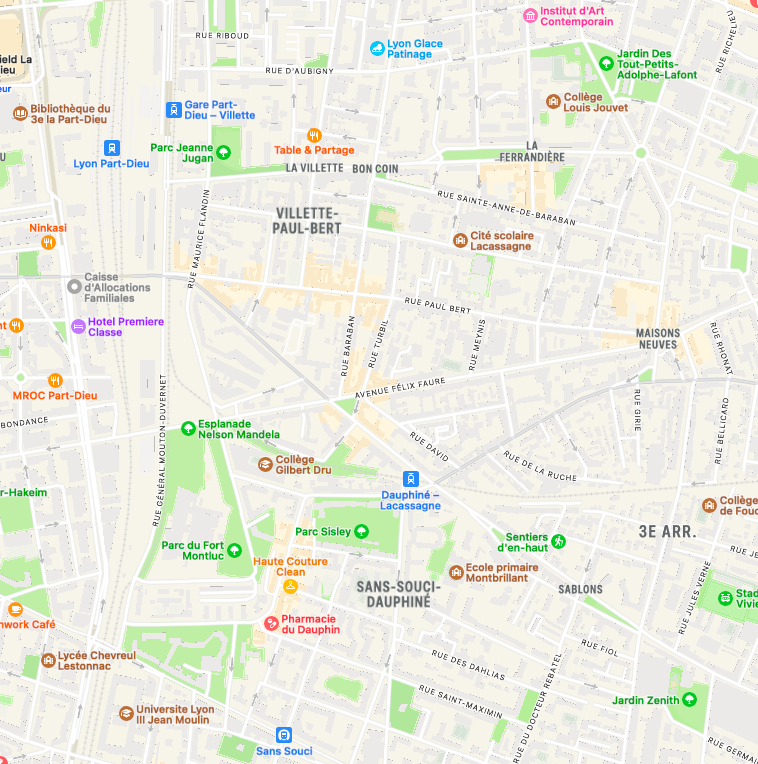 Institut d'Art
Contemporain
RUE RIBOUD
RUE RICHELIEU
Lyon Glace
Patinage
ield La
ieu
RUE D'AUBIGNY
Jardin Des
Tout-Petits-
Adolphe-Lafont
eur
Collège
Louis Jouvet
Bibliothèque du
3e la Part-Dieu
Gare Part-
Dieu – Villette
Table & Partage
Parc Jeanne
Jugan
Lyon Part-Dieu
LA
FERRANDIÈRE
LA VILLETTE
BON COIN
RUE SAINTE-ANNE-DE-BARABAN
RUE MAURICE FLANDIN
VILLETTE-
PAUL-BERT
Ninkasi
Cité scolaire
Lacassagne
Caisse
d'Allocations
Familiales
RUE PAUL BERT
Hotel Premiere
Classe
nt
RUE BARABAN
RUE TURBIL
RUE MEYNIS
MAISONS
NEUVES
RUE RHONAT
MROC Part-Dieu
AVENUE FÉLIX FAURE
RUE GIRIE
RUE BELLICARD
BONDANCE
Esplanade
Nelson Mandela
RUE GÉNÉRAL MOUTON-DUVERNET
RUE DAVID
Collège
Gilbert Dru
RUE DE LA RUCHE
r-Hakeim
Dauphiné –
Lacassagne
Collège
de Fouc
Parc Sisley
Sentiers
d'en-haut
3E ARR.
Parc du Fort
Montluc
RUE JE
Haute Couture
Clean
Ecole primaire
Montbrillant
SANS-SOUCI-
DAUPHINÉ
SABLONS
RUE JULES VERNE
Stad
Vivie
nwork Café
Pharmacie
du Dauphin
RUE FIOL
Lycée Chevreul
Lestonnac
RUE DES DAHLIAS
RUE DU DOCTEUR REBATEL
RUE SAINT-MAXIMIN
Jardin Zenith
Universite Lyon
III Jean Moulin
Sans Souci
RUE GERMAI